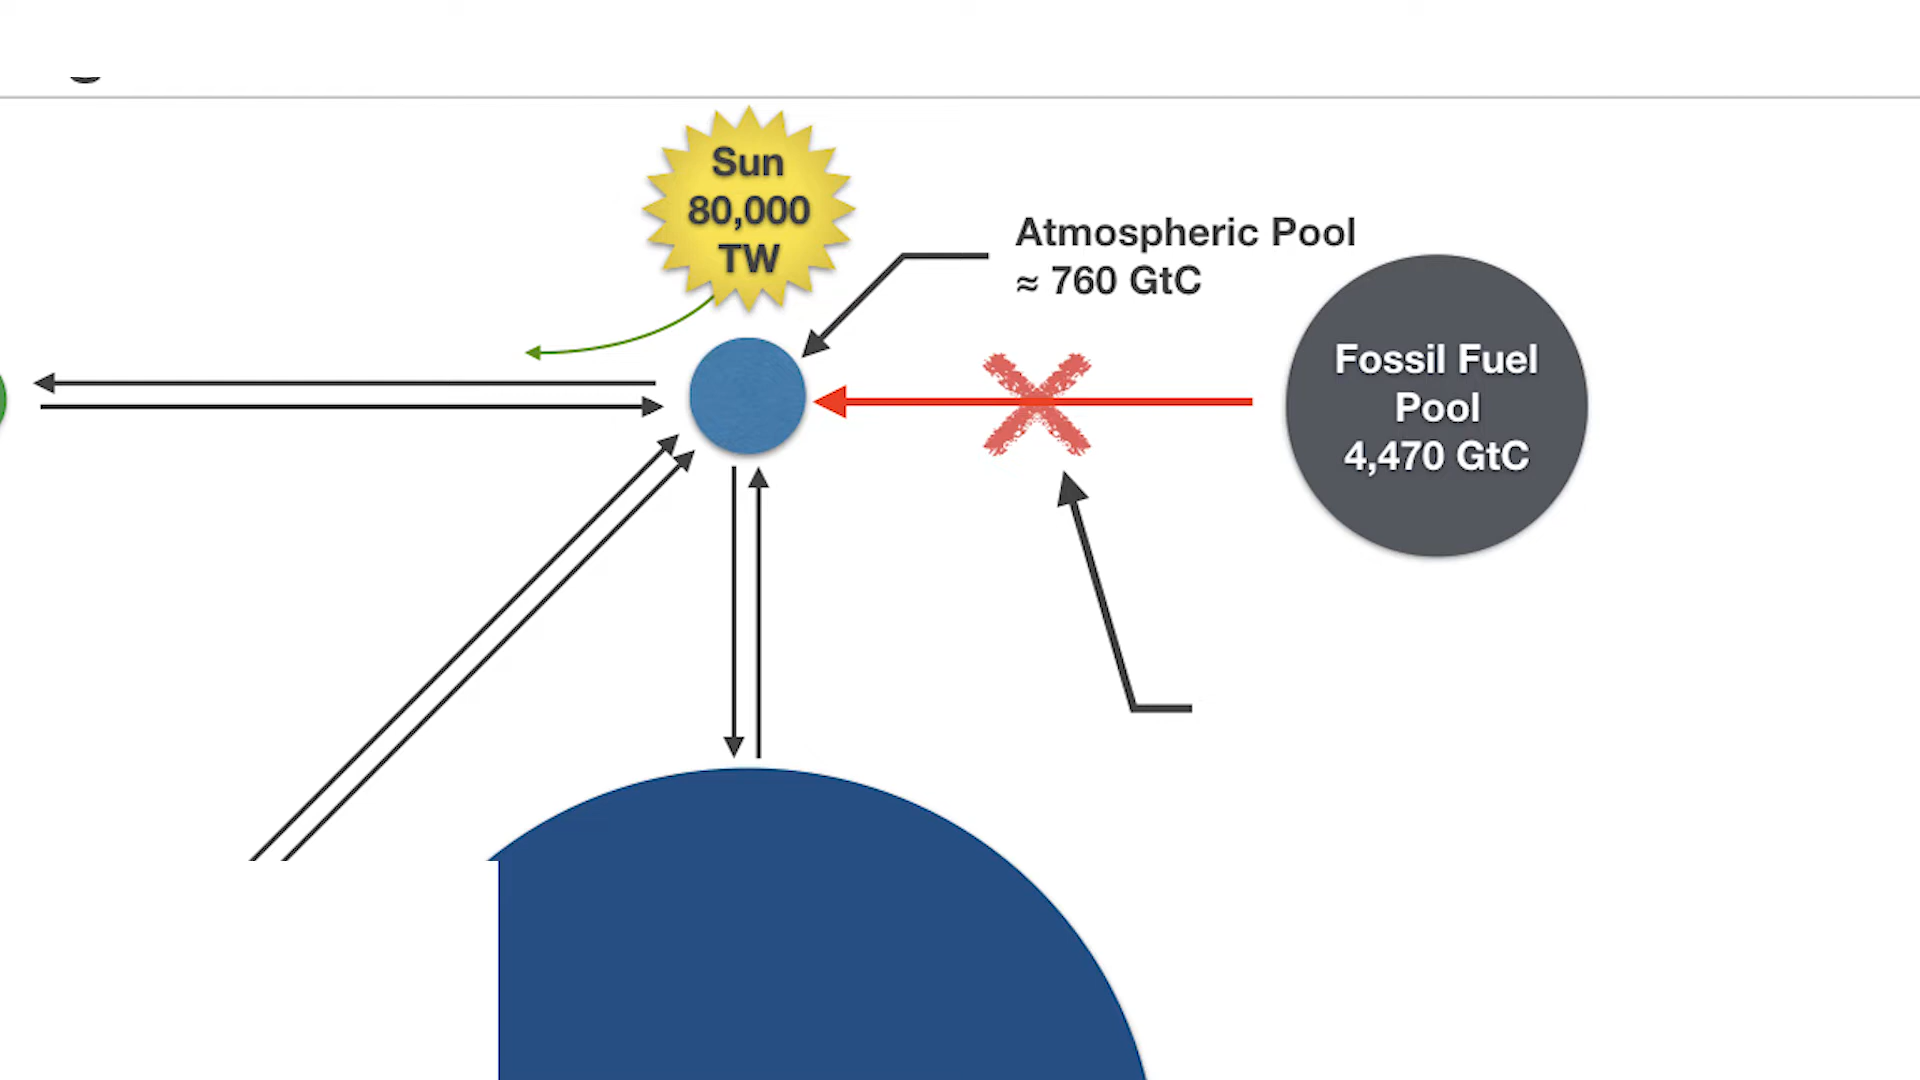 Sun
80,000
TW
Atmospheric Pool
≈ 760 GtC
Fossil Fuel
Pool
4,470 GtC